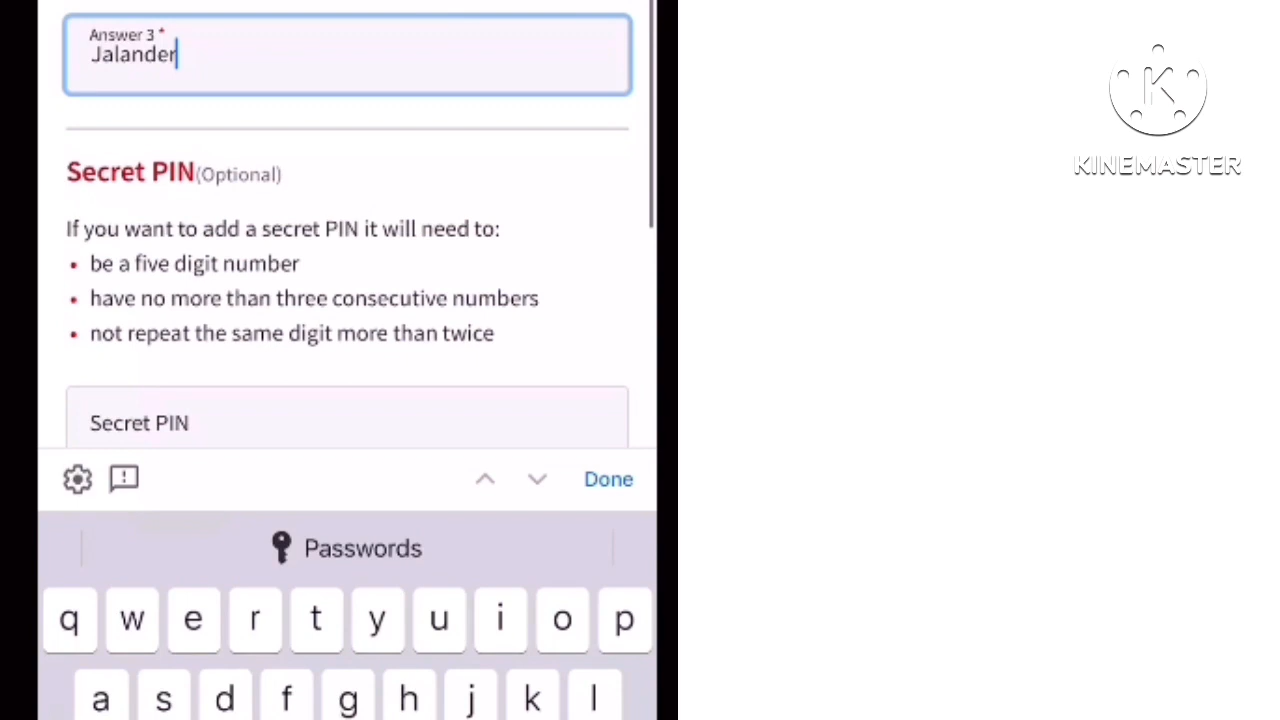 Answer 3 *
Jalander
Secret PIN(Optional)
If you want to add a secret PIN it will need to:
• be a five digit number
• have no more than three consecutive numbers
• not repeat the same digit more than twice
Secret PIN
Done
Passwords
q w e r t y u i o p
a s d f g h j k l
K
KINEMASTER